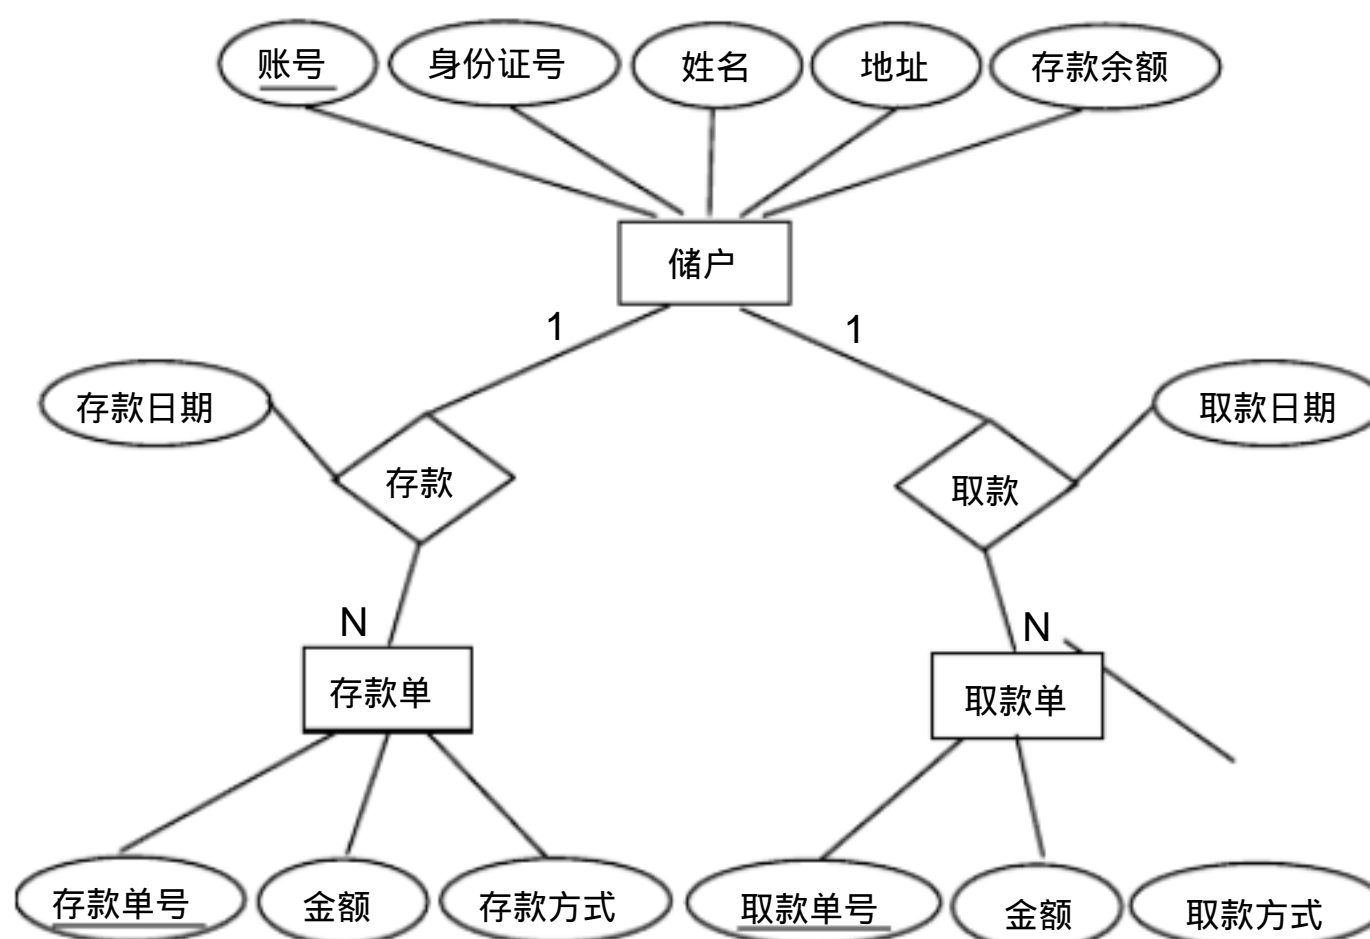 账号
身份证号
姓名
地址
存款余额
储户
1
1
存款日期
取款日期
存款
取款
N
N
存款单
取款单
存款单号
金额
存款方式
取款单号
金额
取款方式